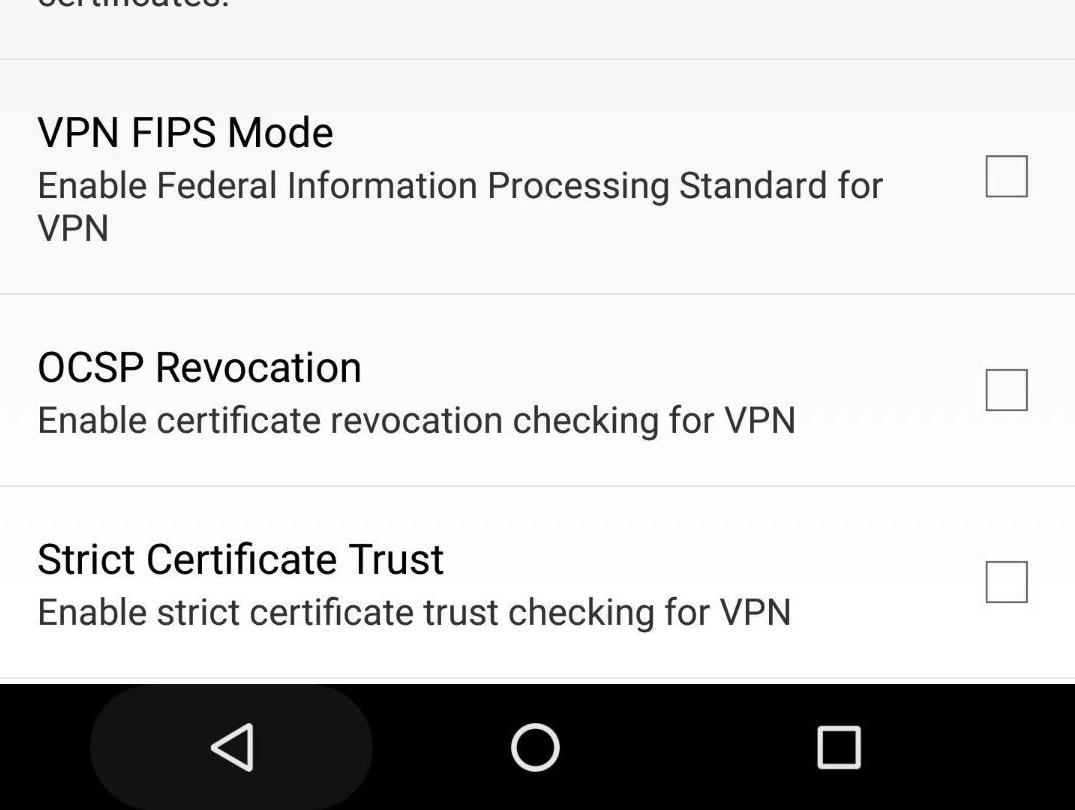 certificates.
VPN FIPS Mode
Enable Federal Information Processing Standard for
VPN
OCSP Revocation
Enable certificate revocation checking for VPN
Strict Certificate Trust
Enable strict certificate trust checking for VPN